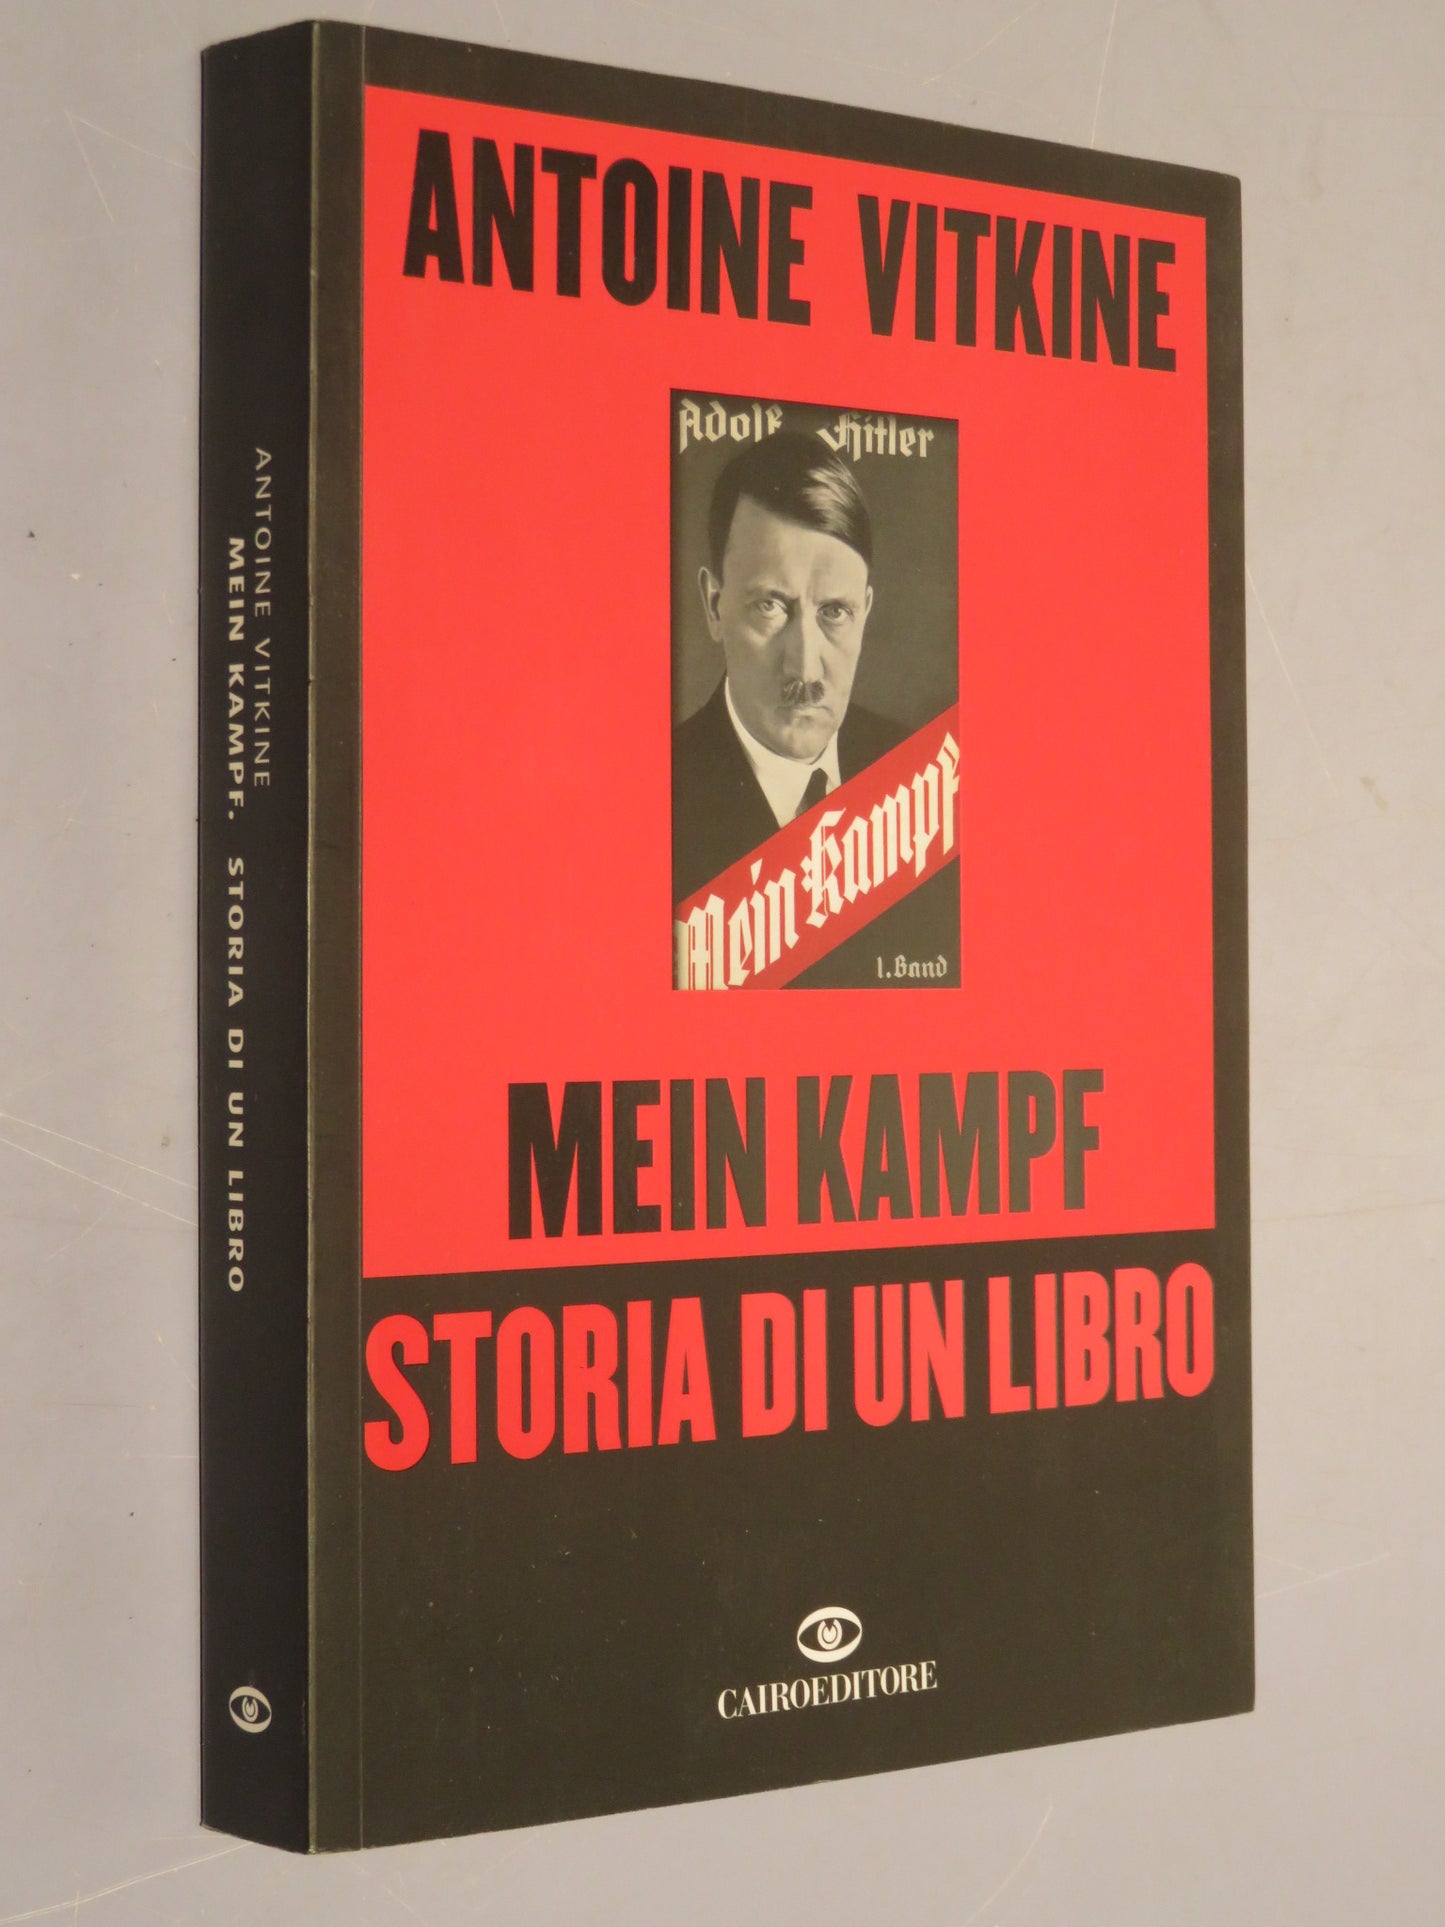 ANTOINE VITKINE
Adolf Hitler
Mein Kampf
1. Band
MEIN KAMPF
STORIA DI UN LIBRO
CAIROEDITORE
ANTOINE VITKINE
MEIN KAMPF. STORIA DI UN LIBRO